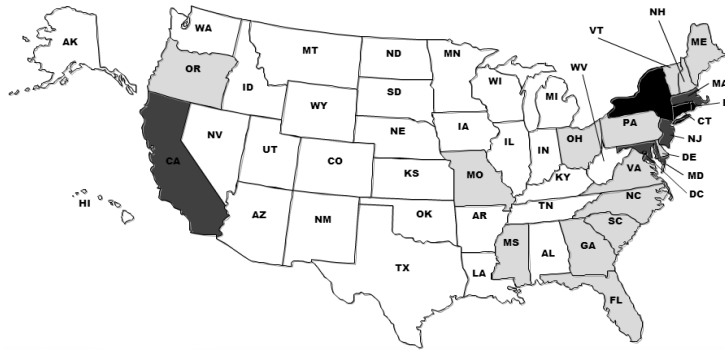 NH
AK
WA
VT
ME
MT
ND
MN
OR
MA
ID
SD
WI
WV
MI
WY
CT
PA
IA
NE
NJ
NV
IL
IN
OH
DE
UT
CA
CO
VA
MD
KS
MO
KY
DC
NC
HI
TN
OK
AZ
NM
AR
SC
MS
AL
GA
TX
LA
FL